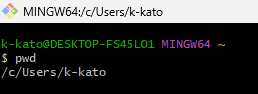 MINGW64:/c/Users/k-kato
k-kato@DESKTOP-FS45LO1 MINGW64 ~
$ pwd
/c/Users/k-kato